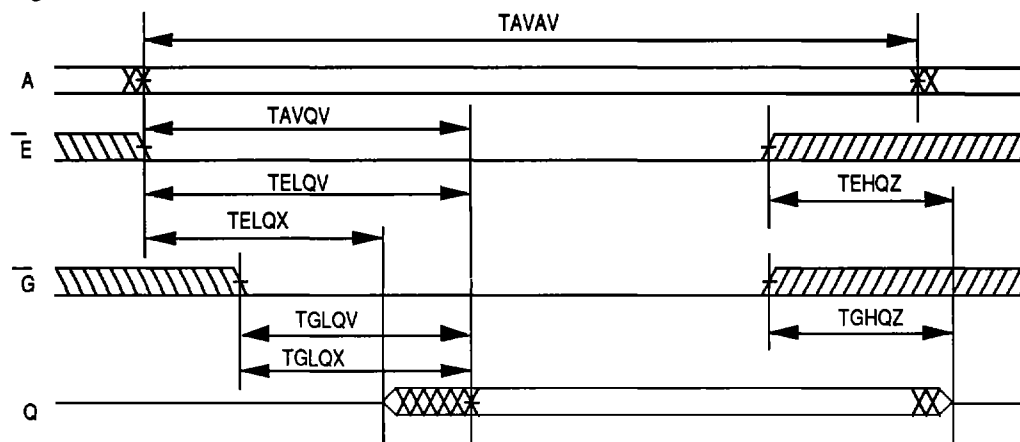 TAVAV
A
TAVQV
E
TELQV
TEHQZ
TELQX
G
TGLQV
TGHQZ
TGLQX
Q